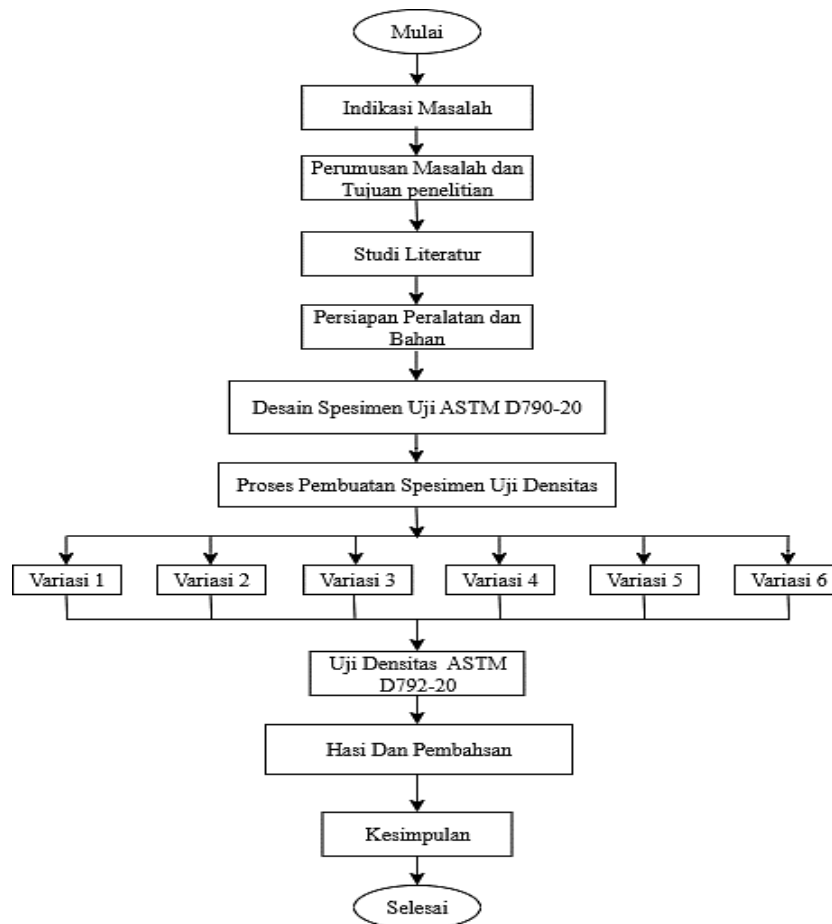 Mulai
Indikasi Masalah
Perumusan Masalah dan
Tujuan penelitian
Studi Literatur
Persiapan Peralatan dan
Bahan
Desain Spesimen Uji ASTM D790-20
Proses Pembuatan Spesimen Uji Densitas
Variasi 1
Variasi 2
Variasi 3
Variasi 4
Variasi 5
Variasi 6
Uji Densitas ASTM
D792-20
Hasi Dan Pembahsan
Kesimpulan
Selesai